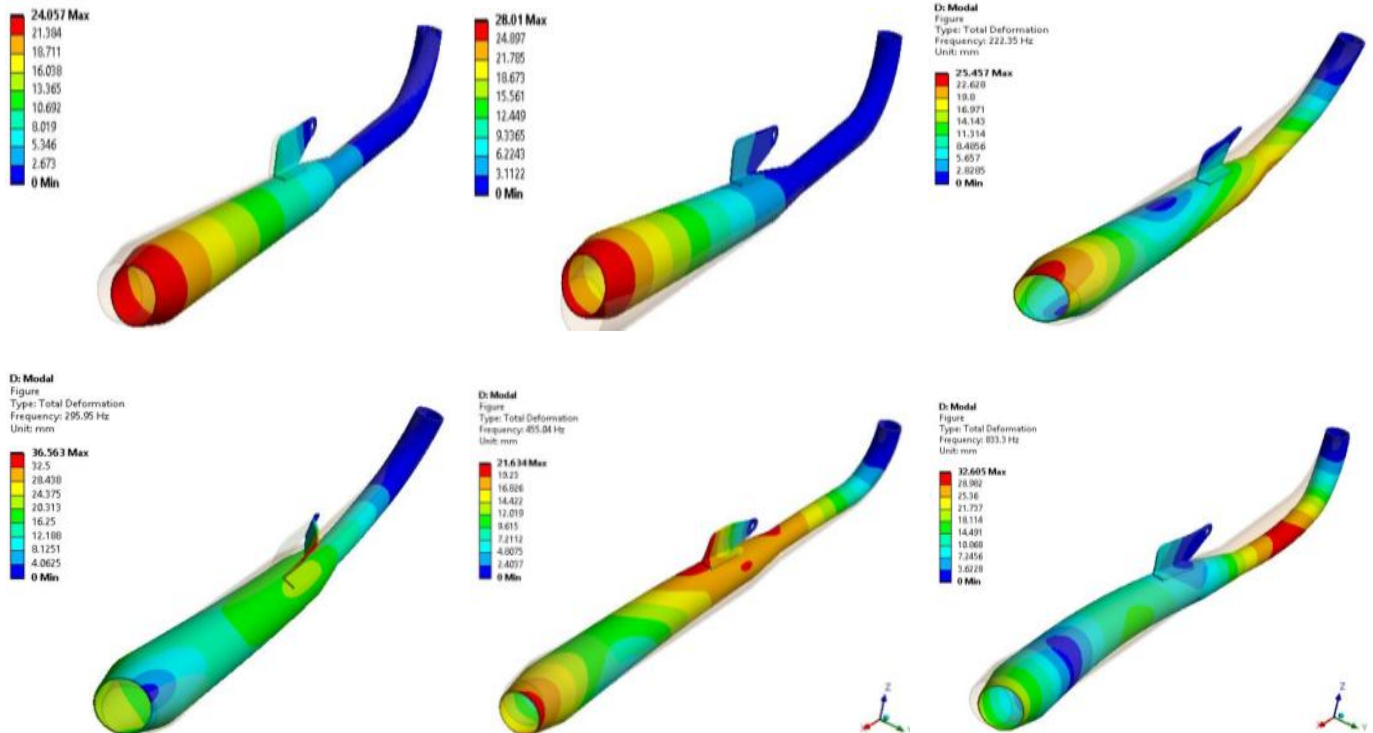 24.057 Max
21.384
18.711
16.038
13.365
10.692
8.019
5.346
2.673
0 Min
28.01 Max
24.897
21.785
18.673
15.561
12.449
9.3365
6.2243
3.1122
0 Min
D: Modal
Figure
Type: Total Deformation
Frequency: 222.35 Hz
Unit: mm
25.457 Max
22.628
19.8
16.971
14.143
11.314
8.4856
5.657
2.8285
0 Min
D: Modal
Figure
Type: Total Deformation
Frequency: 295.95 Hz
Unit: mm
36.563 Max
32.5
28.438
24.375
20.313
16.25
12.188
8.1251
4.0625
0 Min
D: Modal
Figure
Type: Total Deformation
Frequency: 455.84 Hz
Unit: mm
21.634 Max
19.23
16.826
14.422
12.019
9.615
7.2112
4.8075
2.4037
0 Min
Z
X
Y
D: Modal
Figure
Type: Total Deformation
Frequency: 833.3 Hz
Unit: mm
32.605 Max
28.982
25.36
21.737
18.114
14.491
10.868
7.2456
3.6228
0 Min
Z
X
Y